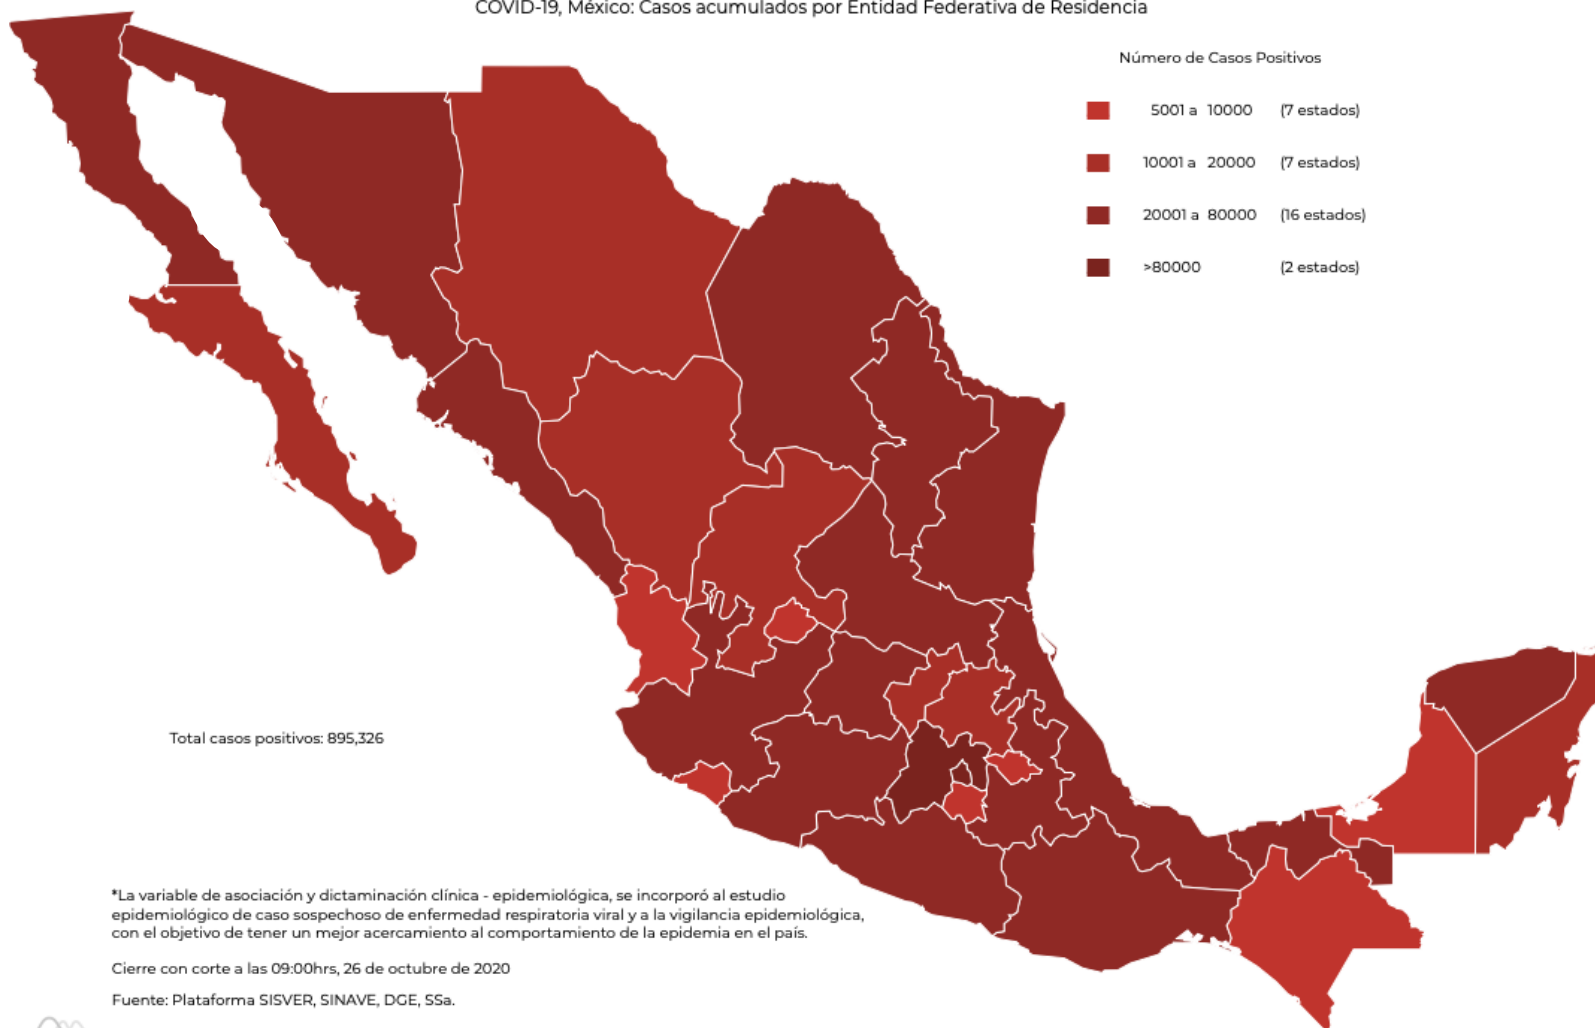 COVID-19, México: Casos acumulados por Entidad Federativa de Residencia
Número de Casos Positivos
5001 a 10000 (7 estados)
10001 a 20000 (7 estados)
20001 a 80000 (16 estados)
>80000 (2 estados)
Total casos positivos: 895,326
*La variable de asociación y dictaminación clínica - epidemiológica, se incorporó al estudio
epidemiológico de caso sospechoso de enfermedad respiratoria viral y a la vigilancia epidemiológica,
con el objetivo de tener un mejor acercamiento al comportamiento de la epidemia en el país.
Cierre con corte a las 09:00hrs, 26 de octubre de 2020
Fuente: Plataforma SISVER, SINAVE, DGE, SSa.